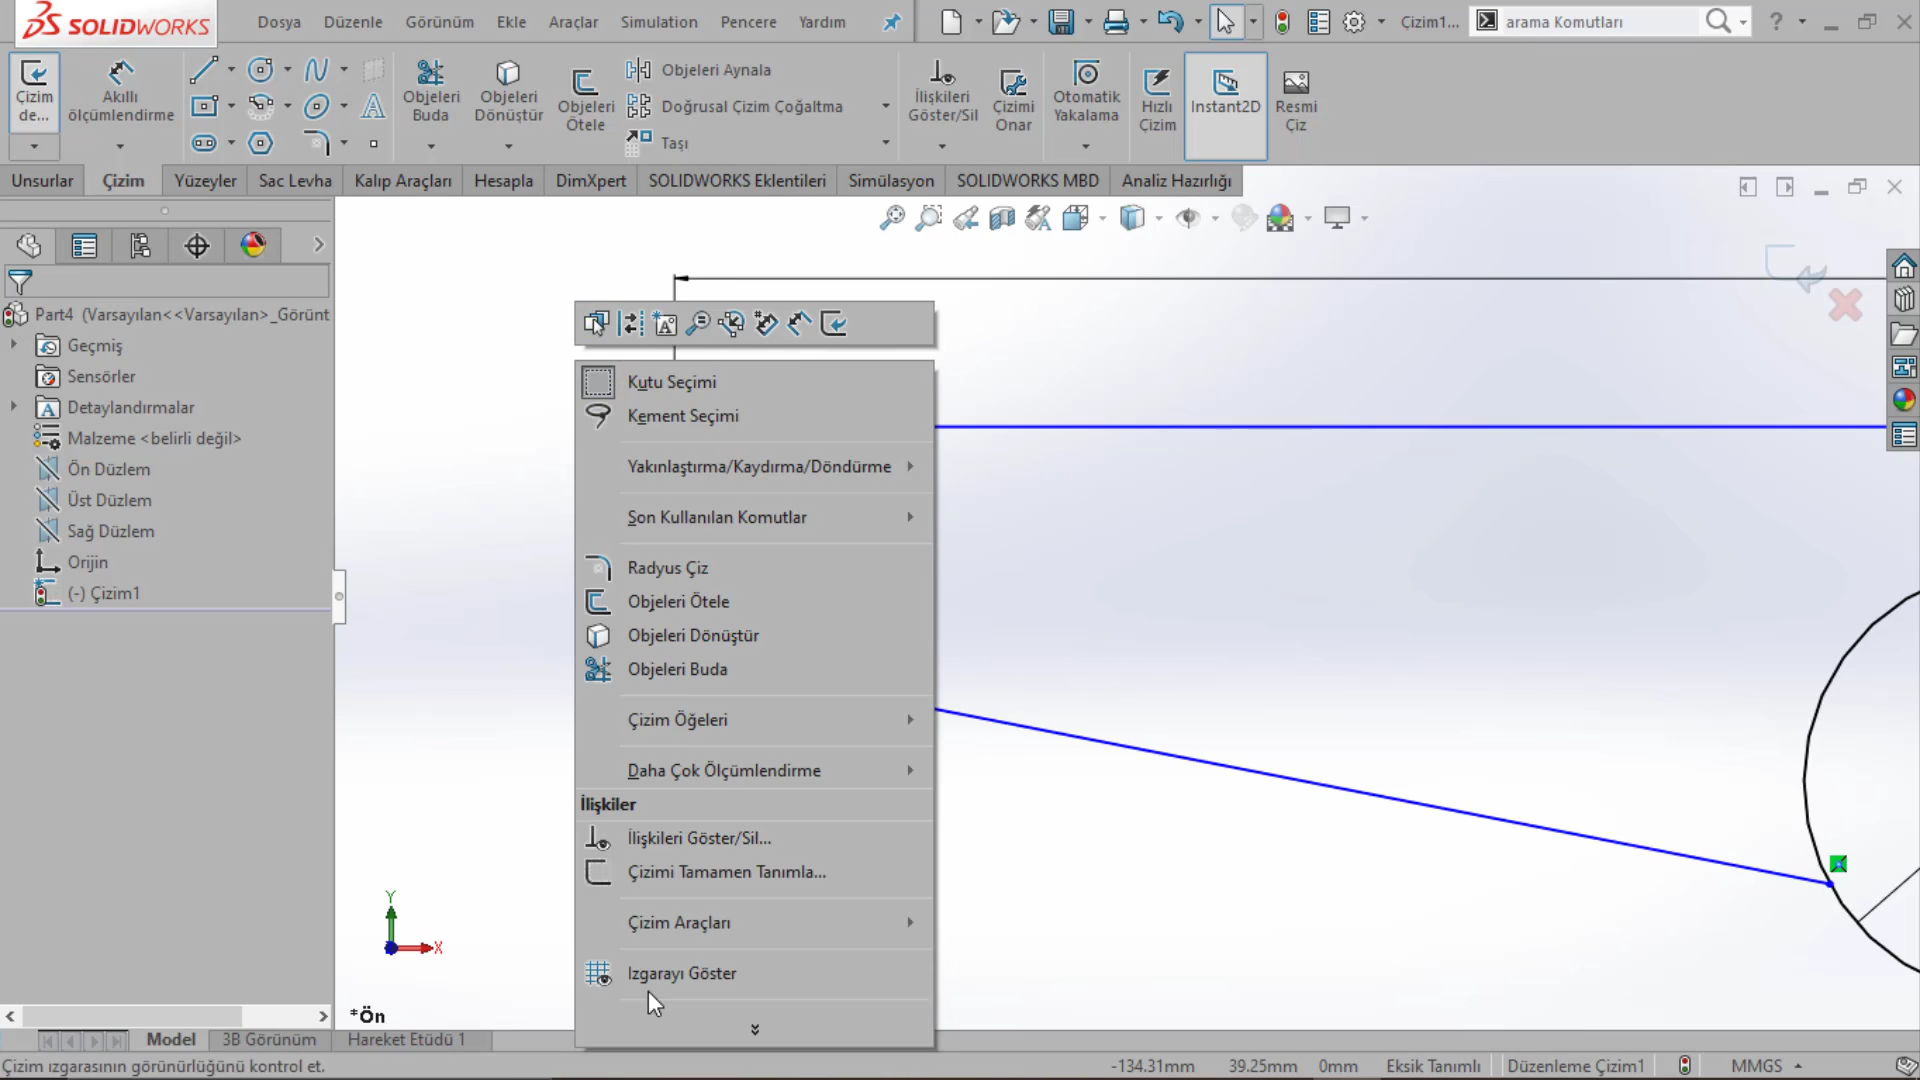 SOLIDWORKS
Dosya
Düzenle
Görünüm
Ekle
Araçlar
Simulation
Pencere
Yardım
Çizim1...
arama Komutları
Çizim de...
Akıllı ölçümlendirme
Objeleri Buda
Objeleri Dönüştür
Objeleri Ötele
Objeleri Aynala
Doğrusal Çizim Çoğaltma
Taşı
İlişkileri Göster/Sil
Çizimi Onar
Otomatik Yakalama
Hızlı Çizim
Instant2D
Resmi Çiz
Unsurlar
Çizim
Yüzeyler
Sac Levha
Kalıp Araçları
Hesapla
DimXpert
SOLIDWORKS Eklentileri
Simülasyon
SOLIDWORKS MBD
Analiz Hazırlığı
Part4 (Varsayılan<<Varsayılan>_Görünt
Geçmiş
Sensörler
Detaylandırmalar
Malzeme <belirli değil>
Ön Düzlem
Üst Düzlem
Sağ Düzlem
Orijin
(-) Çizim1
Kutu Seçimi
Kement Seçimi
Yakınlaştırma/Kaydırma/Döndürme
Son Kullanılan Komutlar
Radyus Çiz
Objeleri Ötele
Objeleri Dönüştür
Objeleri Buda
Çizim Öğeleri
Daha Çok Ölçümlendirme
İlişkiler
İlişkileri Göster/Sil...
Çizimi Tamamen Tanımla...
Çizim Araçları
Izgarayı Göster
Y
X
*Ön
Model
3B Görünüm
Hareket Etüdü 1
Çizim ızgarasının görünürlüğünü kontrol et.
-134.31mm
39.25mm
0mm
Eksik Tanımlı
Düzenleme Çizim1
MMGS